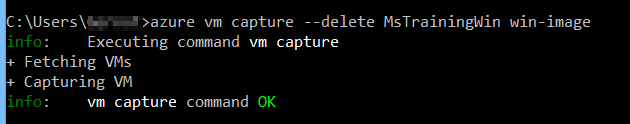 C:\Users\ >azure vm capture --delete MsTrainingWin win-image
info: Executing command vm capture
+ Fetching VMs
+ Capturing VM
info: vm capture command OK